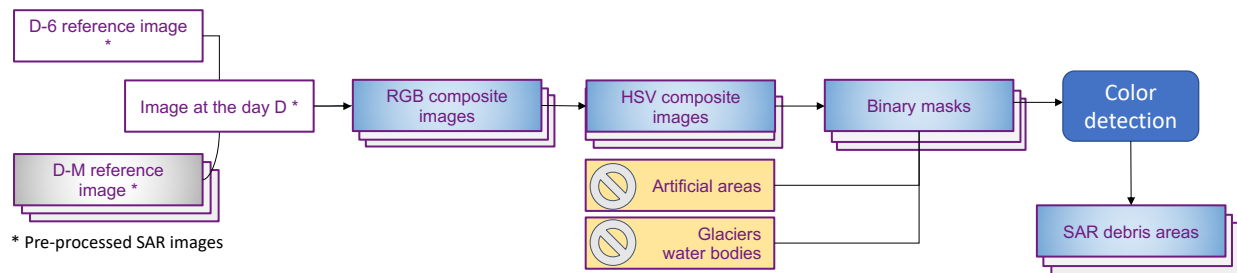 D-6 reference image
*
Image at the day D *
D-M reference
image *
* Pre-processed SAR images
RGB composite
images
HSV composite
images
Artificial areas
Glaciers
water bodies
Binary masks
Color
detection
SAR debris areas